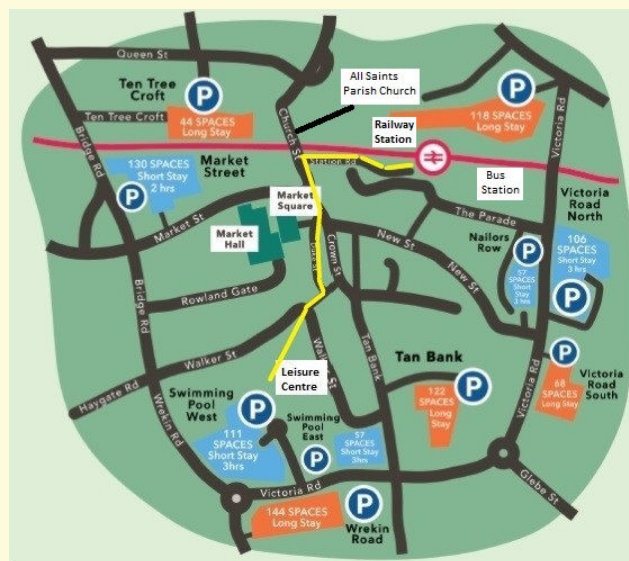 Queen St
Ten Tree
Croft
P
Ten Tree Croft
44 SPACES
Long Stay
All Saints
Parish Church
Church St
Railway
Station
118 SPACES
Long Stay
P
Victoria Rd
Bridge Rd
130 SPACES
Short Stay
2 hrs
P
Market
Street
Station Rd
Bus
Station
Market
Square
Market St
Market
Hall
The Parade
Victoria
Road
North
Nailors
Row
P
106
SPACES
Short Stay
3 hrs
P
57
SPACES
Short
Stay
3 hrs
New St
New St
Crown St
Duke St
Rowland Gate
Bridge Rd
Walker St
Haygate Rd
Leisure
Centre
Tan Bank
Tan Bank
P
122
SPACES
Long
Stay
Victoria Rd
P
68
SPACES
Long Stay
Victoria
Road
South
Swimming
Pool
West
P
111
SPACES
Short Stay
3hrs
Wrekin Rd
Swimming
Pool
East
P
57
SPACES
Short Stay
3hrs
Victoria Rd
Glebe St
144 SPACES
Long Stay
P
Wrekin
Road